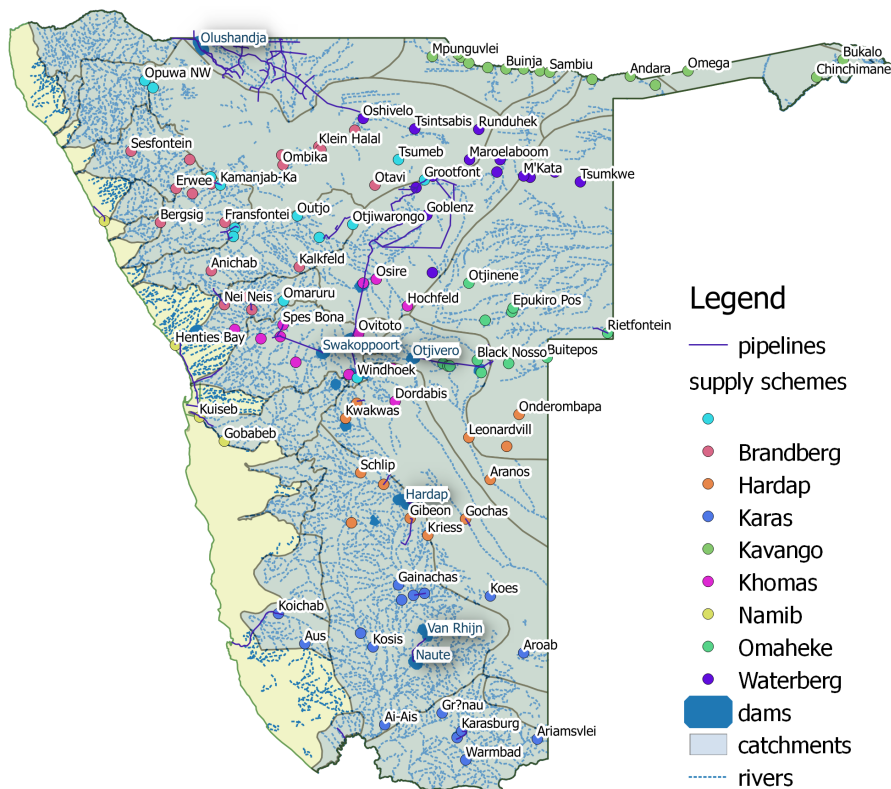 Olushandja
Mpunguvlei
Buinja
Sambiu
Andara
Omega
Bukalo
Chinchimane
Opuwa NW
Oshivelo
Tsintsabis
Runduhek
Klein Halal
Sesfontein
Ombika
Tsumeb
Maroelaboom
M'Kata
Tsumkwe
Erwee
Kamanjab-Ka
Otavi
Grootfont
Bergsig
Fransfontei
Outjo
Otjiwarongo
Goblenz
Anichab
Kalkfeld
Osire
Otjinene
Nei Neis
Omaruru
Hochfeld
Epukiro Pos
Spes Bona
Ovitoto
Rietfontein
Henties Bay
Swakoppoort
Otjivero
Black Nosso
Buitepos
Windhoek
Dordabis
Kuiseb
Kwakwas
Onderombapa
Gobabeb
Leonardvill
Schlip
Aranos
Hardap
Gibeon
Gochas
Kriess
Gainachas
Koes
Koichab
Van Rhijn
Aus
Kosis
Aroab
Naute
Gr?nau
Ai-Ais
Karasburg
Ariamsvlei
Warmbad
Legend
pipelines
supply schemes
Brandberg
Hardap
Karas
Kavango
Khomas
Namib
Omaheke
Waterberg
dams
catchments
rivers